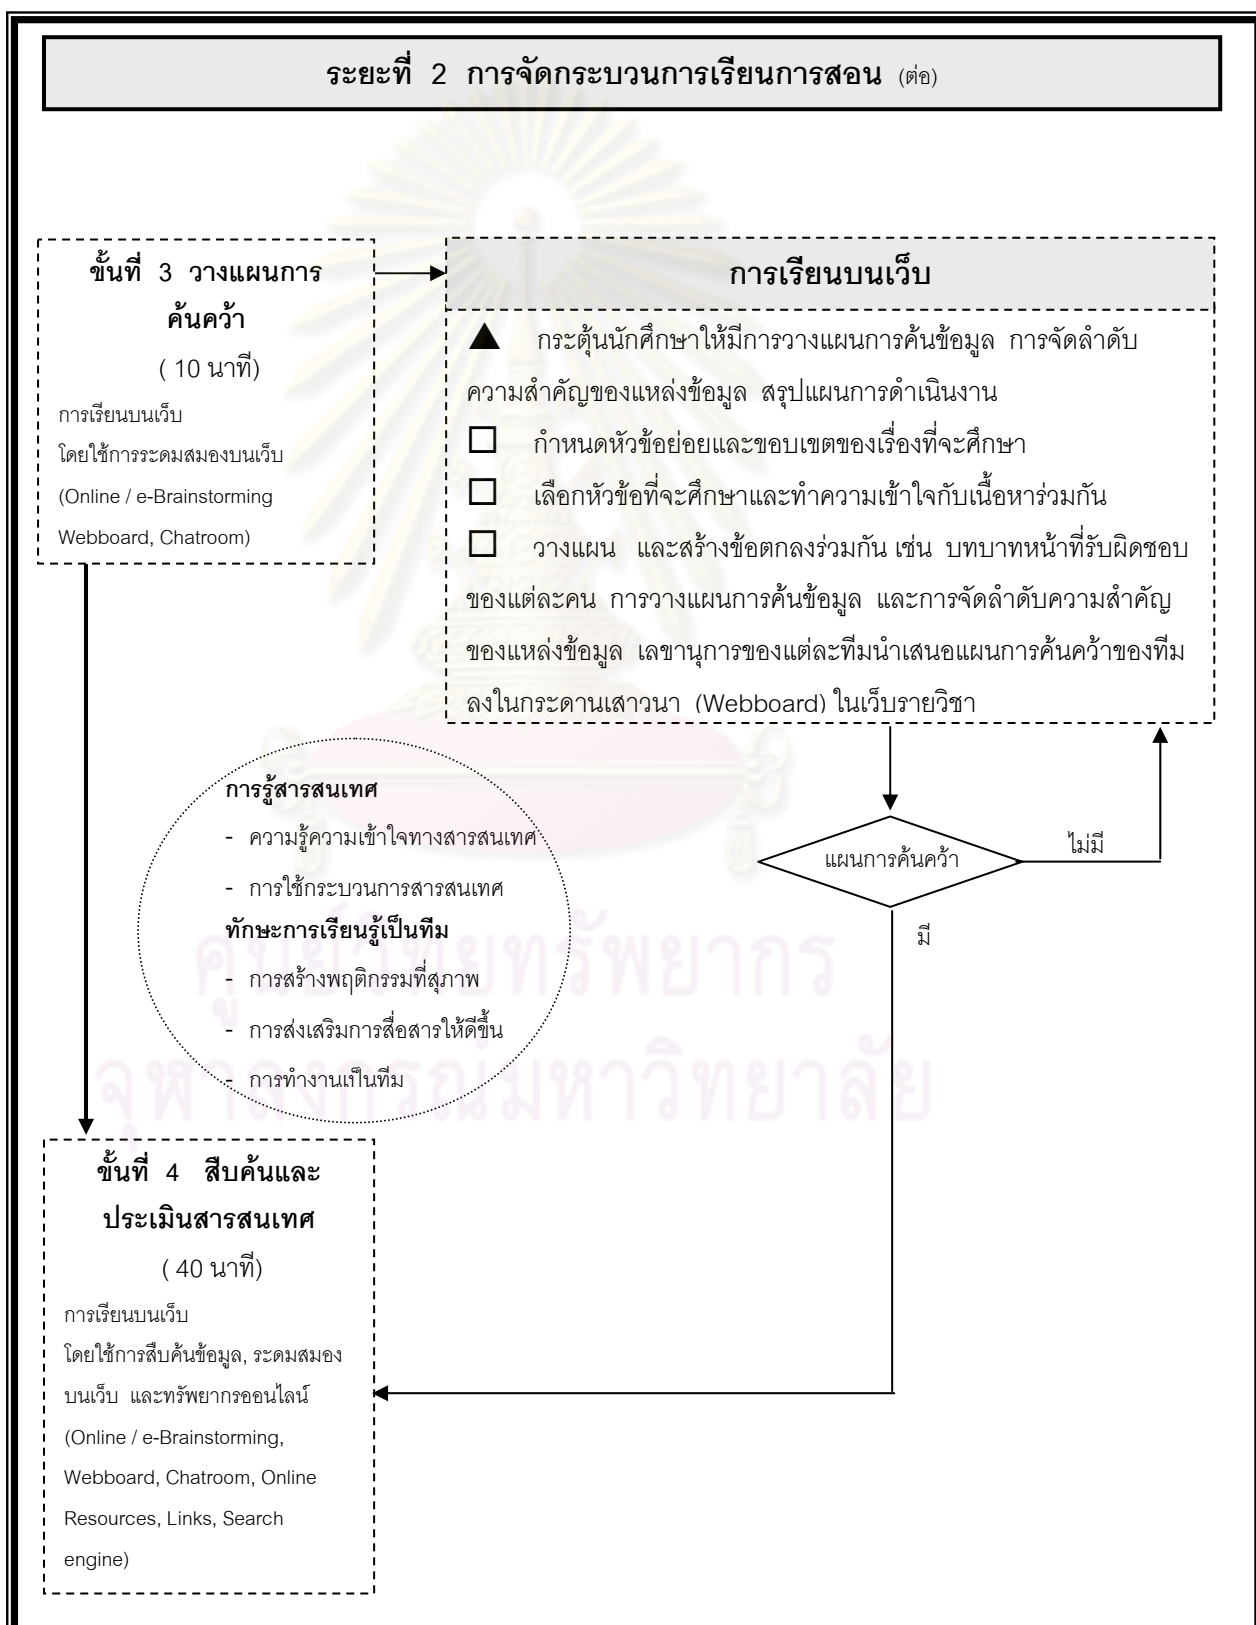 ระยะที่ 2 การจัดกระบวนการเรียนการสอน (ต่อ)
ขั้นที่ 3 วางแผนการ
ค้นคว้า
( 10 นาที)
การเรียนบนเว็บ
โดยใช้การระดมสมองบนเว็บ
(Online / e-Brainstorming
Webboard, Chatroom)
การเรียนบนเว็บ
▲ กระตุ้นนักศึกษาให้มีการวางแผนการค้นข้อมูล การจัดลำดับ
ความสำคัญของแหล่งข้อมูล สรุปแผนการดำเนินงาน
□ กำหนดหัวข้อย่อยและขอบเขตของเรื่องที่จะศึกษา
□ เลือกหัวข้อที่จะศึกษาและทำความเข้าใจกับเนื้อหาร่วมกัน
□ วางแผน และสร้างข้อตกลงร่วมกัน เช่น บทบาทหน้าที่รับผิดชอบ
ของแต่ละคน การวางแผนการค้นข้อมูล และการจัดลำดับความสำคัญ
ของแหล่งข้อมูล เลขานุการของแต่ละทีมนำเสนอแผนการค้นคว้าของทีม
ลงในกระดานเสาวนา (Webboard) ในเว็บรายวิชา
การรู้สารสนเทศ
- ความรู้ความเข้าใจทางสารสนเทศ
- การใช้กระบวนการสารสนเทศ
ทักษะการเรียนรู้เป็นทีม
- การสร้างพฤติกรรมที่สุภาพ
- การส่งเสริมการสื่อสารให้ดีขึ้น
- การทำงานเป็นทีม
แผนการค้นคว้า
ไม่มี
มี
ศูนย์วิทยทรัพยากร
จุฬาลงกรณ์มหาวิทยาลัย
ขั้นที่ 4 สืบค้นและ
ประเมินสารสนเทศ
( 40 นาที)
การเรียนบนเว็บ
โดยใช้การสืบค้นข้อมูล, ระดมสมอง
บนเว็บ และทรัพยากรออนไลน์
(Online / e-Brainstorming,
Webboard, Chatroom, Online
Resources, Links, Search
engine)